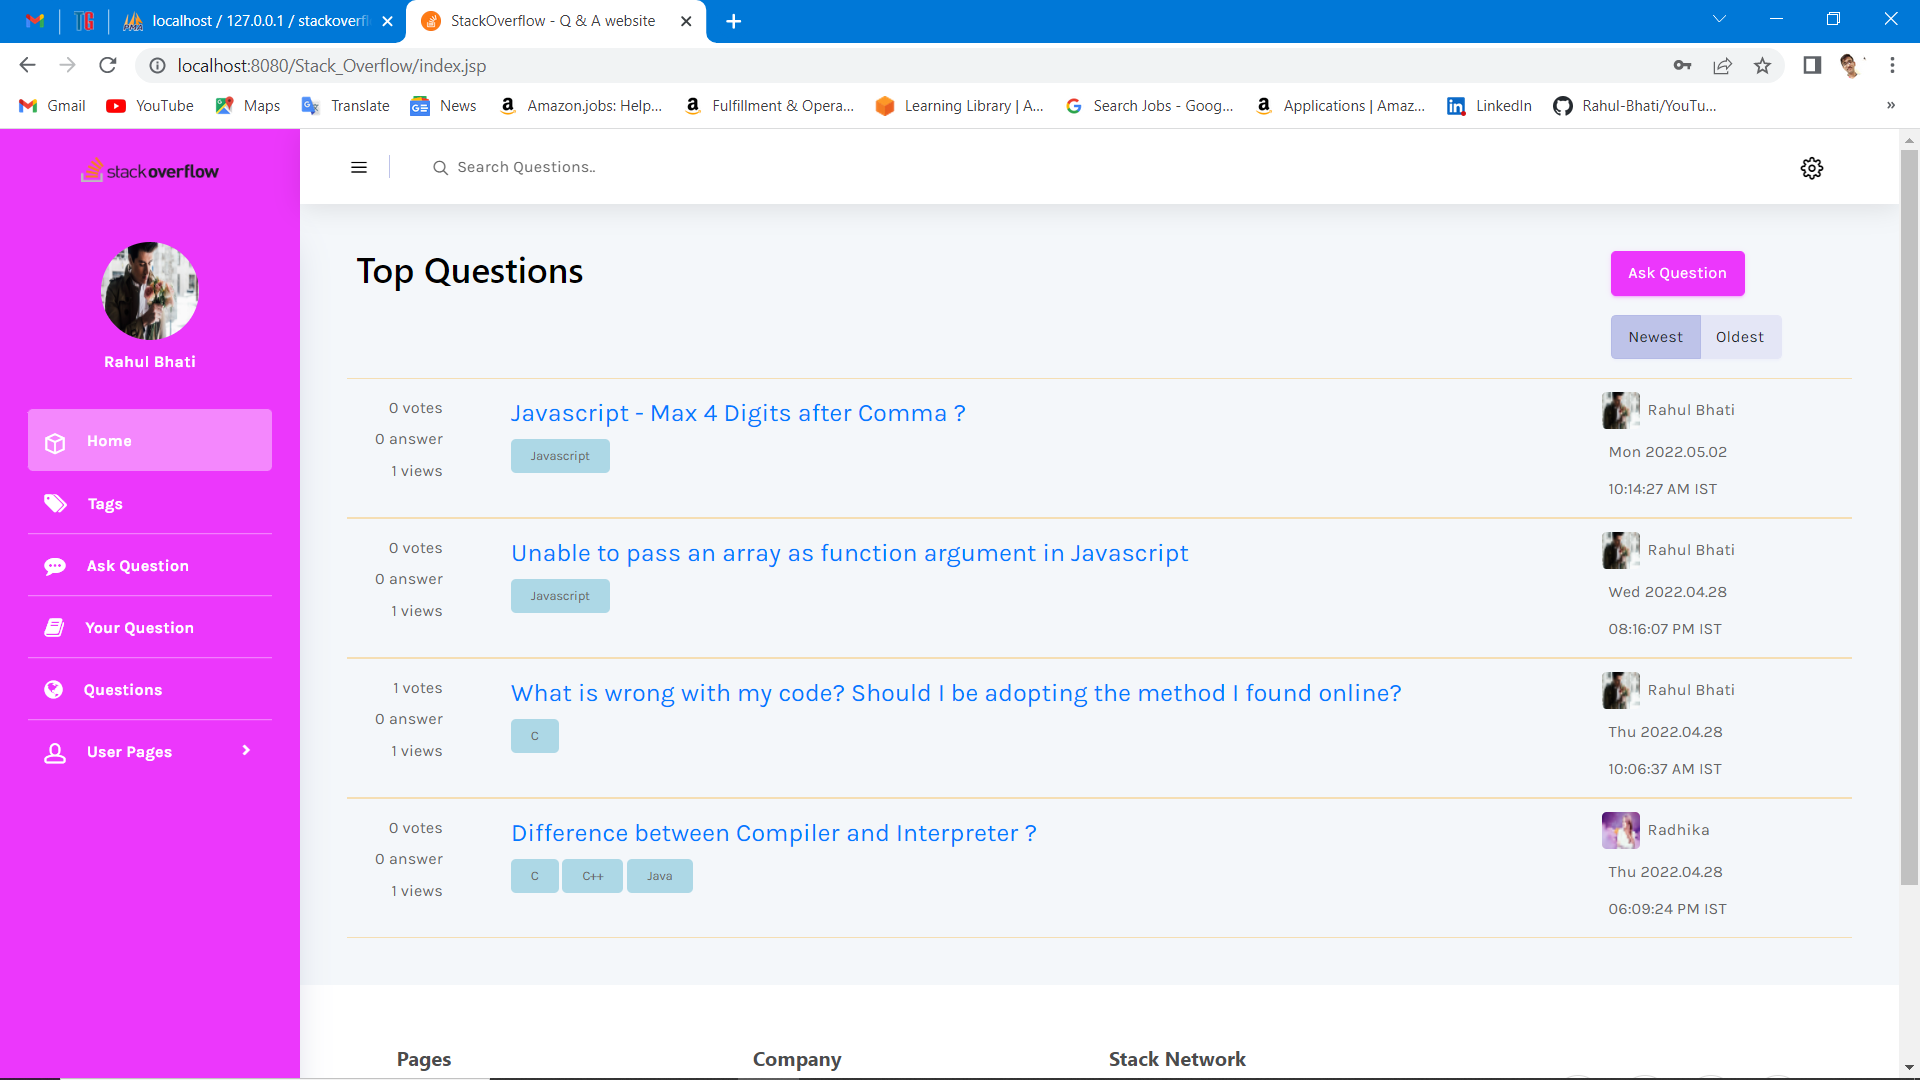 localhost / 127.0.0.1 / stackoverfl
StackOverflow - Q & A website
localhost:8080/Stack_Overflow/index.jsp
Gmail
YouTube
Maps
Translate
News
Amazon.jobs: Help...
Fulfillment & Opera...
Learning Library | A...
Search Jobs - Goog...
Applications | Amaz...
LinkedIn
Rahul-Bhati/YouTu...
»
stackoverflow
Rahul Bhati
Home
Tags
Ask Question
Your Question
Questions
User Pages
Search Questions..
Top Questions
Ask Question
Newest
Oldest
0 votes
0 answer
1 views
Javascript - Max 4 Digits after Comma ?
Javascript
Rahul Bhati
Mon 2022.05.02
10:14:27 AM IST
0 votes
0 answer
1 views
Unable to pass an array as function argument in Javascript
Javascript
Rahul Bhati
Wed 2022.04.28
08:16:07 PM IST
1 votes
0 answer
1 views
What is wrong with my code? Should I be adopting the method I found online?
C
Rahul Bhati
Thu 2022.04.28
10:06:37 AM IST
0 votes
0 answer
1 views
Difference between Compiler and Interpreter ?
C
C++
Java
Radhika
Thu 2022.04.28
06:09:24 PM IST
Pages
Company
Stack Network